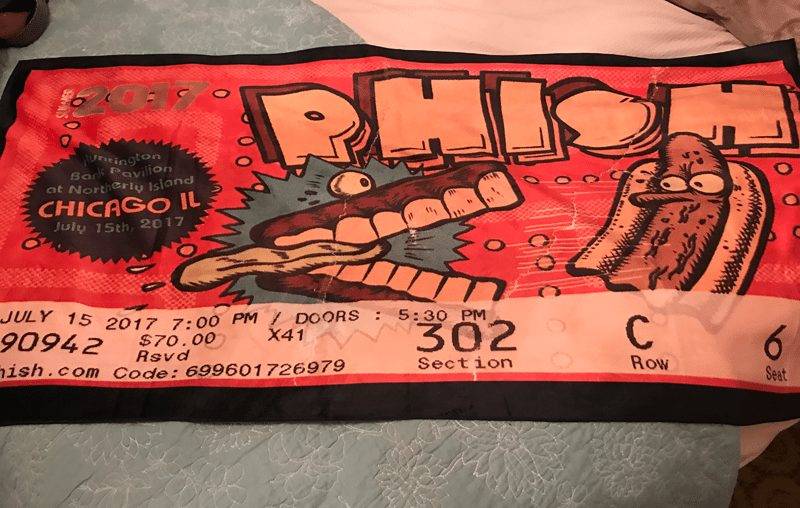 SUMMER
2017
PHISH
Huntington
Bank Pavilion
at Northerly Island
CHICAGO IL
July 15th, 2017
JULY 15 2017 7:00 PM / DOORS : 5:30 PM
90942 $70.00 X41 302 C 6
Rsvd Section Row Seat
hish.com Code: 699601726979